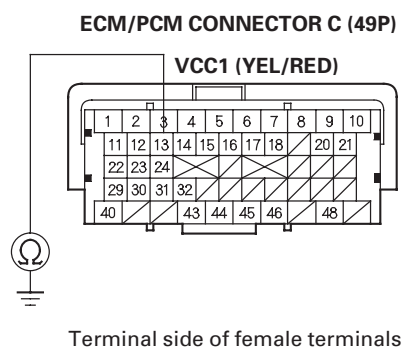 ECM/PCM CONNECTOR C (49P)
VCC1 (YEL/RED)
1 2 3 4 5 6 7 8 9 10
11 12 13 14 15 16 17 18 20 21
22 23 24
29 30 31 32
40 43 44 45 46 48
Ω
Terminal side of female terminals